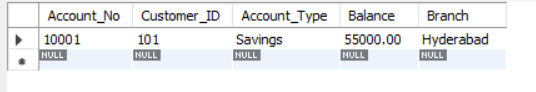 Account_No Customer_ID Account_Type Balance Branch
10001 101 Savings 55000.00 Hyderabad
NULL NULL NULL NULL NULL